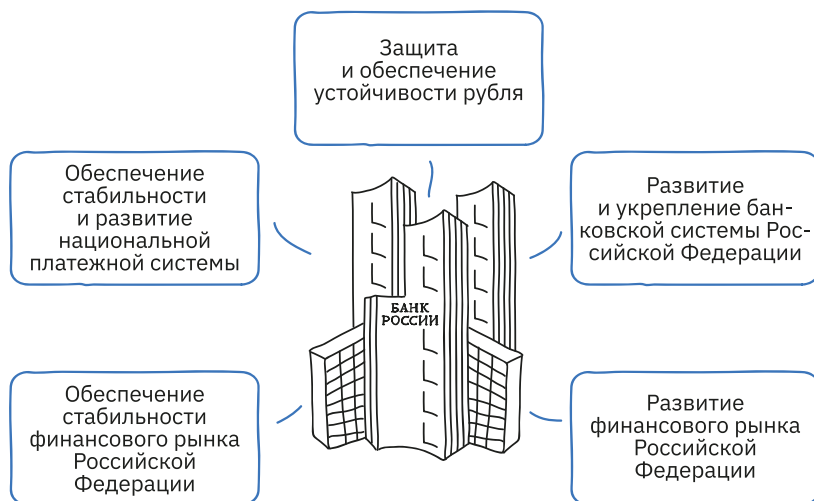 Защита
и обеспечение
устойчивости рубля
Обеспечение
стабильности
и развитие
национальной
платежной системы
Развитие
и укрепление бан-
ковской системы Рос-
сийской Федерации
БАНК
РОССИИ
Обеспечение
стабильности
финансового рынка
Российской
Федерации
Развитие
финансового рынка
Российской
Федерации